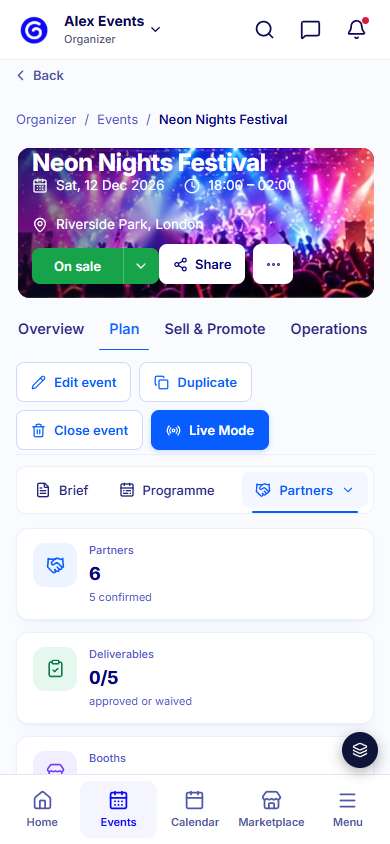 Alex Events
Organizer
Back
Organizer / Events / Neon Nights Festival
Neon Nights Festival
Sat, 12 Dec 2026 18:00 – 02:00
Riverside Park, London
On sale Share
Overview Plan Sell & Promote Operations
Edit event Duplicate
Close event Live Mode
Brief Programme Partners
Partners
6
5 confirmed
Deliverables
0/5
approved or waived
Booths
Home Events Calendar Marketplace Menu